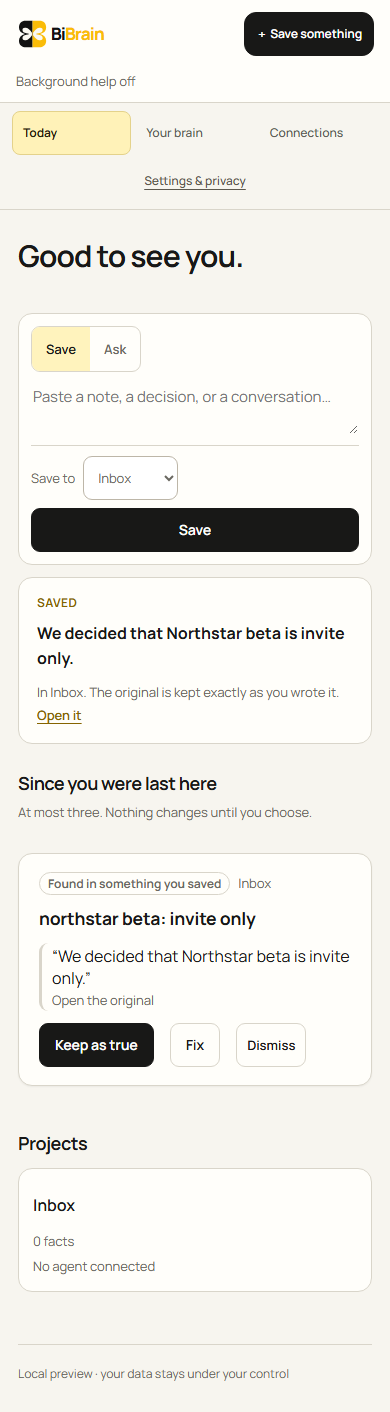 BiBrain
+ Save something
Background help off
Today
Your brain
Connections
Settings & privacy
Good to see you.
Save
Ask
Paste a note, a decision, or a conversation…
Save to
Inbox
Save
SAVED
We decided that Northstar beta is invite
only.
In Inbox. The original is kept exactly as you wrote it.
Open it
Since you were last here
At most three. Nothing changes until you choose.
Found in something you saved
Inbox
northstar beta: invite only
“We decided that Northstar beta is invite
only.”
Open the original
Keep as true
Fix
Dismiss
Projects
Inbox
0 facts
No agent connected
Local preview · your data stays under your control